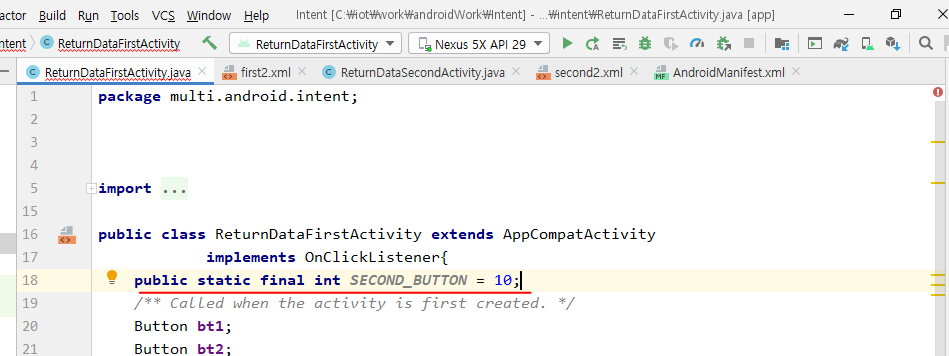 actor Build Run Tools VCS Window Help Intent [C:₩iot₩work₩androidWork₩Intent] - ...₩intent₩ReturnDataFirstActivity.java [app]
ntent ReturnDataFirstActivity ReturnDataFirstActivity Nexus 5X API 29
ReturnDataFirstActivity.java first2.xml ReturnDataSecondActivity.java second2.xml AndroidManifest.xml
1 package multi.android.intent;
2
3
4
5 import ...
15
16 public class ReturnDataFirstActivity extends AppCompatActivity
17 implements OnClickListener{
18 public static final int SECOND_BUTTON = 10;
19 /** Called when the activity is first created. */
20 Button bt1;
21 Button bt2;